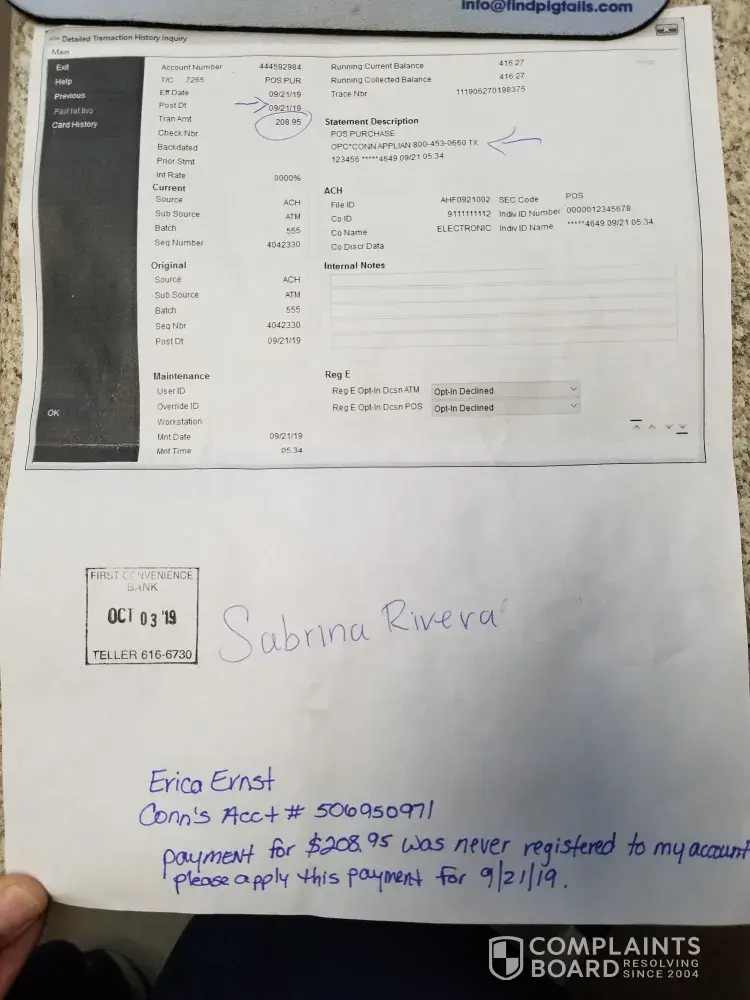 info@findpigtails.com
Detailed Transaction History Inquiry
Main
Exit
Help
Previous
Past Int Inq
Card History
OK
Account Number 444592984
T/C 7265 POS PUR
Eff Date 09/21/19
Post Dt 09/21/19
Tran Amt 208.95
Check Nbr
Backdated
Prior Stmt
Int Rate 0000%
Running Current Balance 416.27
Running Collected Balance 416.27
Trace Nbr 111906270198375
Statement Description
POS PURCHASE
OPC*CONN APPLIAN 800-453-0660 TX
123456 *****4649 09/21 05:34
Current
Source ACH
Sub Source ATM
Batch 555
Seq Number 4042330
ACH
File ID AHF0921002 SEC Code POS
Co ID 9111111112 Indiv ID Number 0000012345678
Co Name ELECTRONIC Indiv ID Name *****4649 09/21 05:34
Co Discr Data
Original
Source ACH
Sub Source ATM
Batch 555
Seq Nbr 4042330
Post Dt 09/21/19
Internal Notes
Maintenance
User ID
Override ID
Workstation
Mnt Date 09/21/19
Mnt Time 05:34
Reg E
Reg E Opt-In Dcsn ATM Opt-In Declined
Reg E Opt-In Dcsn POS Opt-In Declined
FIRST CONVENIENCE
BANK
OCT 03 '19
TELLER 616-6730
Sabrina Rivera
Erica Ernst
Conn's Acct # 506950971
payment for $208.95 was never registered to my account
please apply this payment for 9/21/19.
COMPLAINTS
BOARD RESOLVING
SINCE 2004